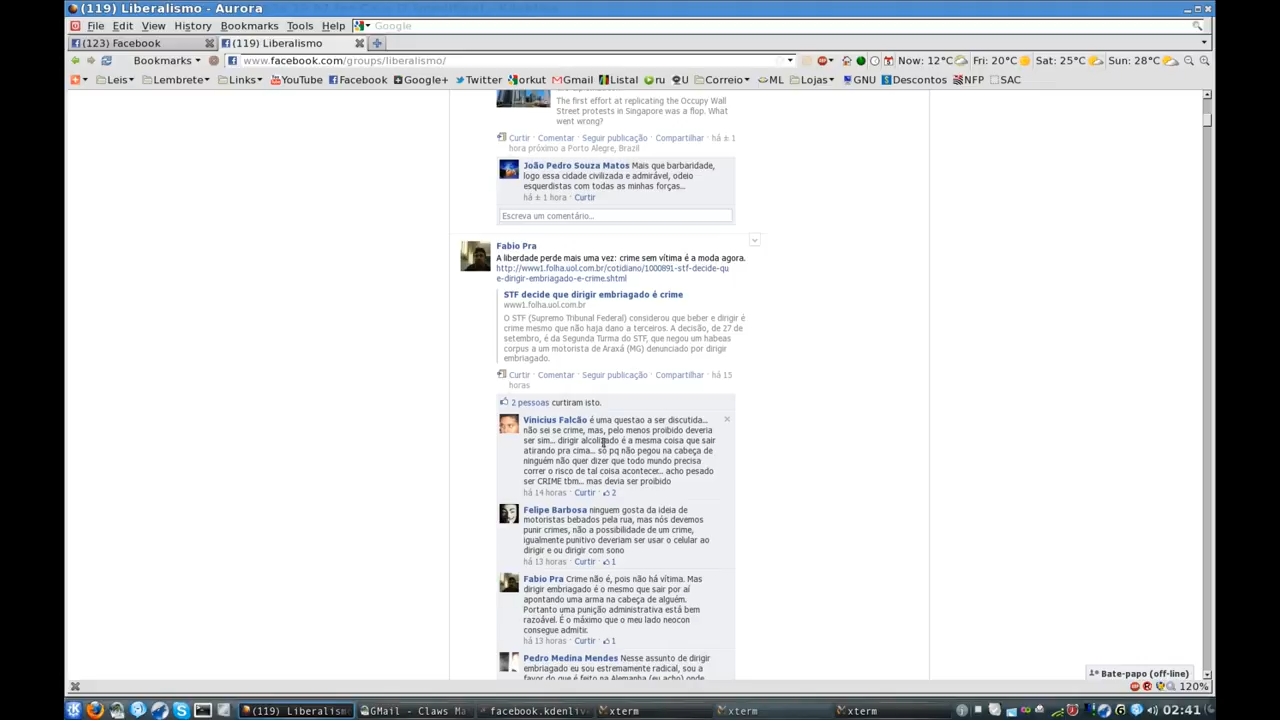 (119) Liberalismo - Aurora
File Edit View History Bookmarks Tools Help Google
(123) Facebook (119) Liberalismo
Bookmarks www.facebook.com/groups/liberalismo/ Now: 12°C Fri: 20°C Sat: 25°C Sun: 28°C
Leis Lembrete Links YouTube Facebook Google+ Twitter orkut Gmail Listal ru U Correio ML Lojas GNU Descontos NFP SAC
The first effort at replicating the Occupy Wall
Street protests in Singapore was a flop. What
went wrong?
Curtir · Comentar · Seguir publicação · Compartilhar · há ± 1
hora próximo a Porto Alegre, Brazil
João Pedro Souza Matos Mais que barbaridade,
logo essa cidade civilizada e admirável, odeio
esquerdistas com todas as minhas forças...
há ± 1 hora · Curtir
Escreva um comentário...
Fabio Pra
A liberdade perde mais uma vez: crime sem vítima é a moda agora.
http://www1.folha.uol.com.br/cotidiano/1000891-stf-decide-qu
e-dirigir-embriagado-e-crime.shtml
STF decide que dirigir embriagado é crime
www1.folha.uol.com.br
O STF (Supremo Tribunal Federal) considerou que beber e dirigir é
crime mesmo que não haja dano a terceiros. A decisão, de 27 de
setembro, é da Segunda Turma do STF, que negou um habeas
corpus a um motorista de Araxá (MG) denunciado por dirigir
embriagado.
Curtir · Comentar · Seguir publicação · Compartilhar · há 15
horas
2 pessoas curtiram isto.
Vinicius Falcão é uma questao a ser discutida...
não sei se crime, mas, pelo menos proibido deveria
ser sim... dirigir alcolizado é a mesma coisa que sair
atirando pra cima... só pq não pegou na cabeça de
ninguém não quer dizer que todo mundo precisa
correr o risco de tal coisa acontecer... acho pesado
ser CRIME tbm... mas devia ser proibido
há 14 horas · Curtir · 2
Felipe Barbosa ninguem gosta da ideia de
motoristas bebados pela rua, mas nós devemos
punir crimes, não a possibilidade de um crime,
igualmente punitivo deveriam ser usar o celular ao
dirigir e ou dirigir com sono
há 13 horas · Curtir · 1
Fabio Pra Crime não é, pois não há vítima. Mas
dirigir embriagado é o mesmo que sair por aí
apontando uma arma na cabeça de alguém.
Portanto uma punição administrativa está bem
razoável. É o máximo que o meu lado neocon
consegue admitir.
há 13 horas · Curtir · 1
Pedro Medina Mendes Nesse assunto de dirigir
embriagado eu sou estremamente radical, sou a
favor do que é feito na Alemanha (eu acho) onde
Bate-papo (off-line)
120%
(119) Liberalism GMail - Claws Ma facebook.kdenliv xterm xterm xterm 02:41